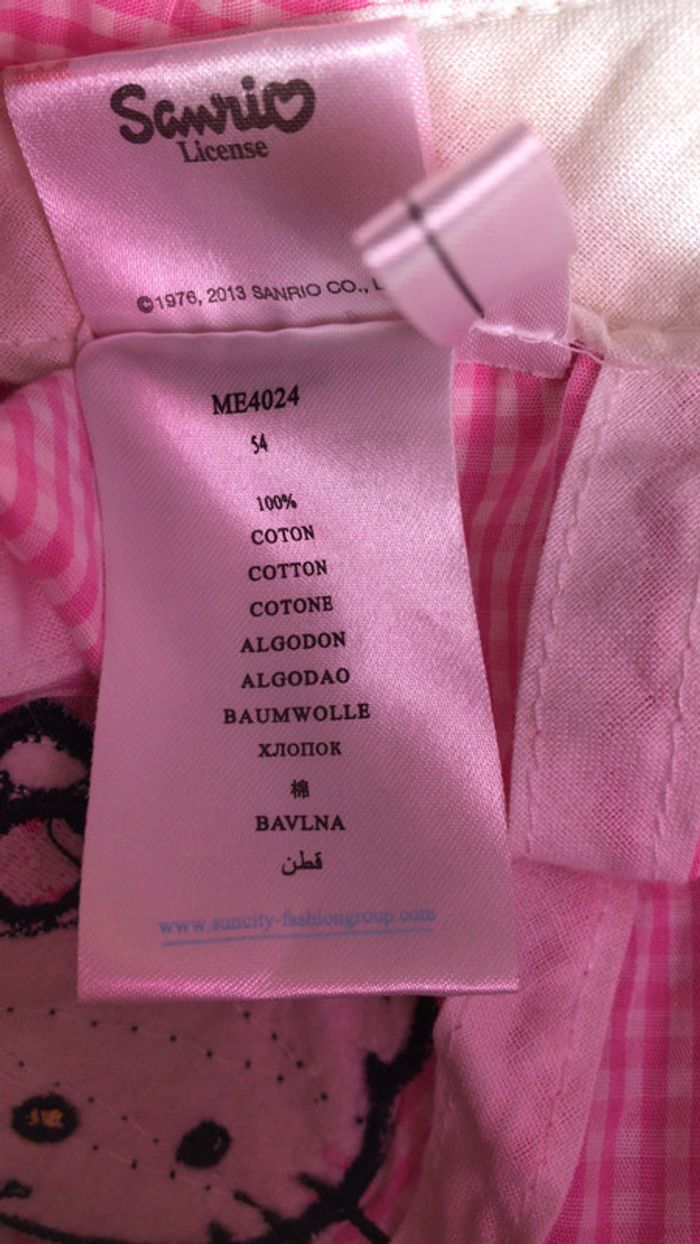 Sanrio
License
©1976, 2013 SANRIO CO.,
ME4024
54
100%
COTON
COTTON
COTONE
ALGODON
ALGODAO
BAUMWOLLE
ХЛОПОК
棉
BAVLNA
قطن
www.suncity-fashiongroup.com